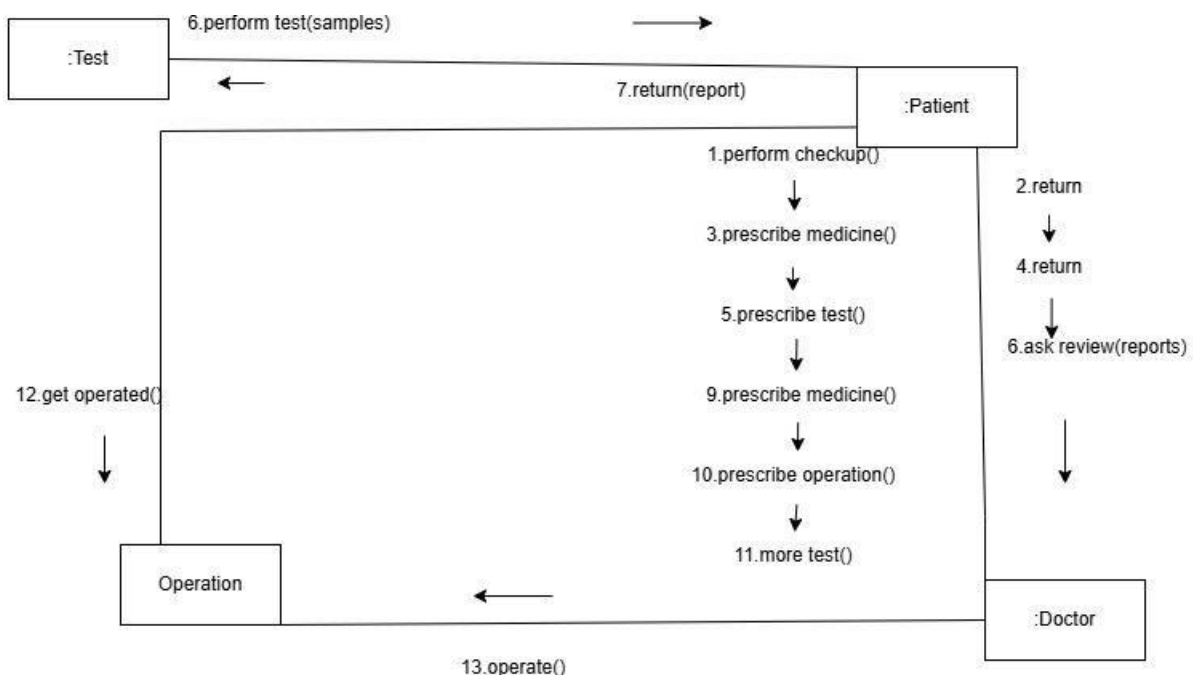 6.perform test(samples)
:Test
7.return(report)
:Patient
1.perform checkup()
2.return
3.prescribe medicine()
4.return
5.prescribe test()
6.ask review(reports)
12.get operated()
9.prescribe medicine()
10.prescribe operation()
11.more test()
Operation
:Doctor
13.operate()